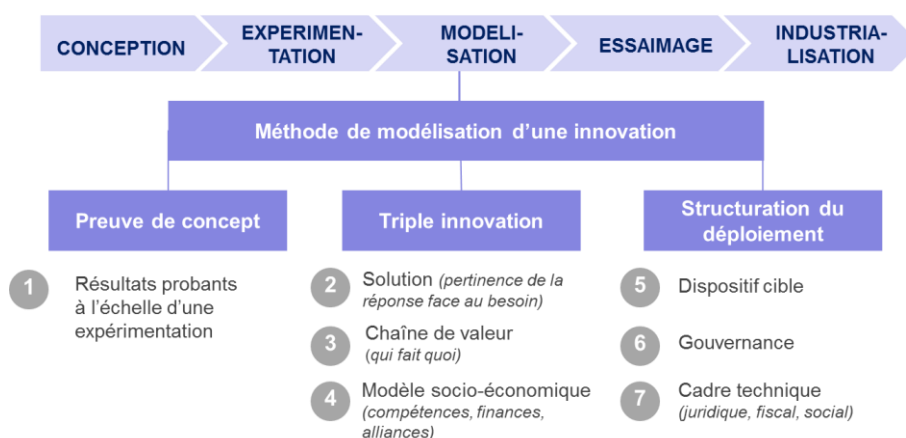 CONCEPTION
EXPERIMEN-
TATION
MODELI-
SATION
ESSAIMAGE
INDUSTRIA-
LISATION
Méthode de modélisation d’une innovation
Preuve de concept
Triple innovation
Structuration du
déploiement
1 Résultats probants
à l’échelle d’une
expérimentation
2 Solution (pertinence de la
réponse face au besoin)
3 Chaîne de valeur
(qui fait quoi)
4 Modèle socio-économique
(compétences, finances,
alliances)
5 Dispositif cible
6 Gouvernance
7 Cadre technique
(juridique, fiscal, social)